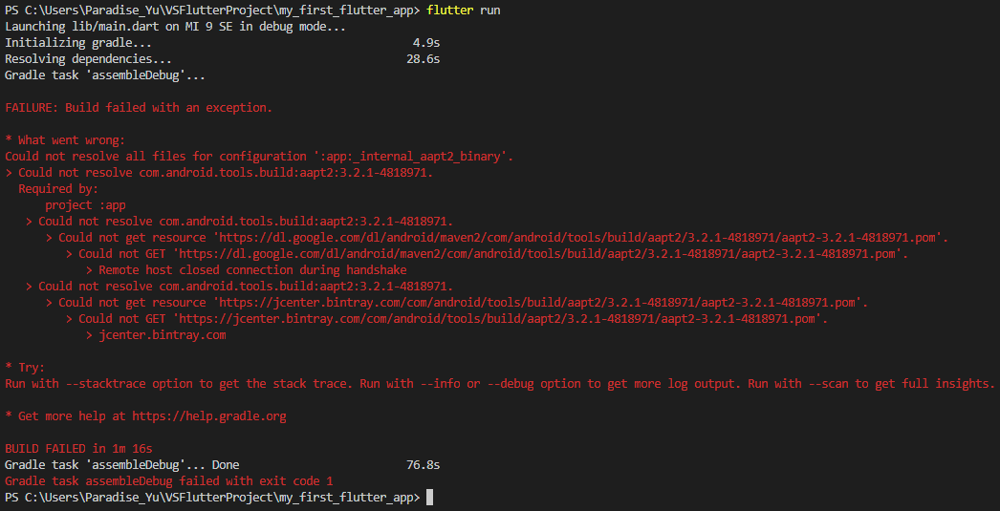 PS C:\Users\Paradise_Yu\VSFlutterProject\my_first_flutter_app> flutter run
Launching lib/main.dart on MI 9 SE in debug mode...
Initializing gradle... 4.9s
Resolving dependencies... 28.6s
Gradle task 'assembleDebug'...
FAILURE: Build failed with an exception.
* What went wrong:
Could not resolve all files for configuration ':app:_internal_aapt2_binary'.
> Could not resolve com.android.tools.build:aapt2:3.2.1-4818971.
Required by:
project :app
> Could not resolve com.android.tools.build:aapt2:3.2.1-4818971.
> Could not get resource 'https://dl.google.com/dl/android/maven2/com/android/tools/build/aapt2/3.2.1-4818971/aapt2-3.2.1-4818971.pom'.
> Could not GET 'https://dl.google.com/dl/android/maven2/com/android/tools/build/aapt2/3.2.1-4818971/aapt2-3.2.1-4818971.pom'.
> Remote host closed connection during handshake
> Could not resolve com.android.tools.build:aapt2:3.2.1-4818971.
> Could not get resource 'https://jcenter.bintray.com/com/android/tools/build/aapt2/3.2.1-4818971/aapt2-3.2.1-4818971.pom'.
> Could not GET 'https://jcenter.bintray.com/com/android/tools/build/aapt2/3.2.1-4818971/aapt2-3.2.1-4818971.pom'.
> jcenter.bintray.com
* Try:
Run with --stacktrace option to get the stack trace. Run with --info or --debug option to get more log output. Run with --scan to get full insights.
* Get more help at https://help.gradle.org
BUILD FAILED in 1m 16s
Gradle task 'assembleDebug'... Done 76.8s
Gradle task assembleDebug failed with exit code 1
PS C:\Users\Paradise_Yu\VSFlutterProject\my_first_flutter_app>